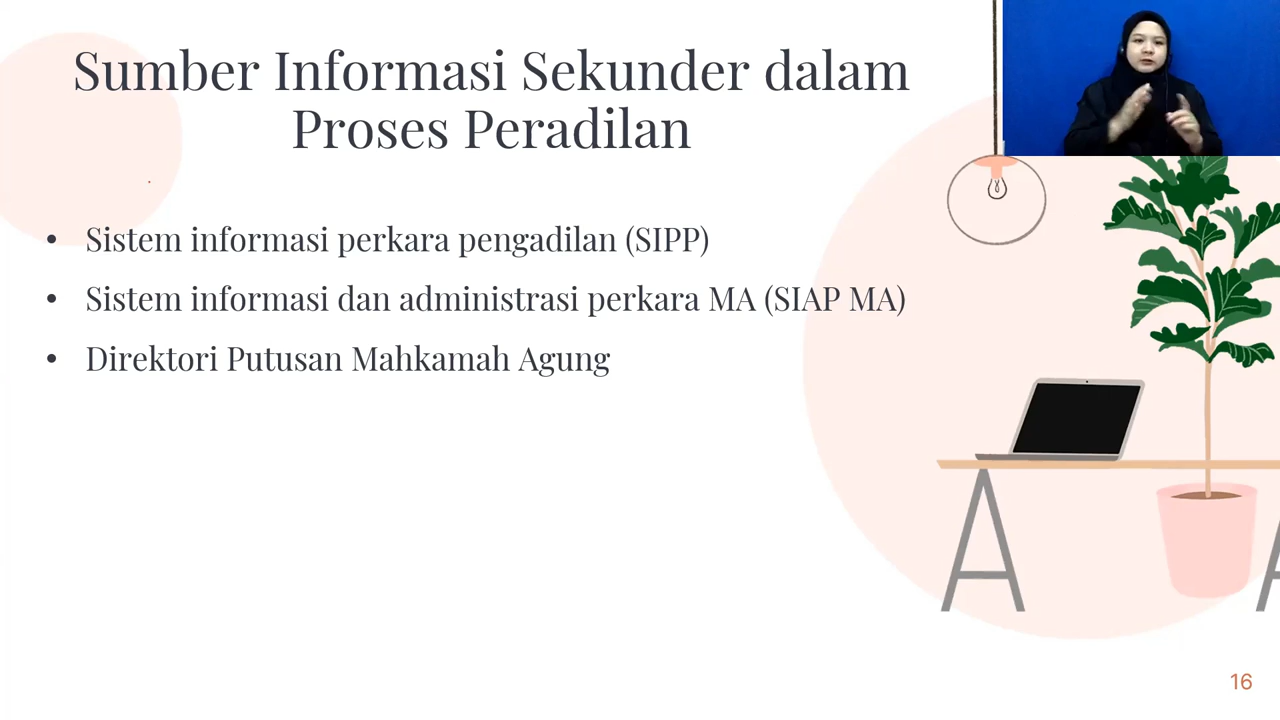 Sumber Informasi Sekunder dalam
Proses Peradilan
• Sistem informasi perkara pengadilan (SIPP)
• Sistem informasi dan administrasi perkara MA (SIAP MA)
• Direktori Putusan Mahkamah Agung
16